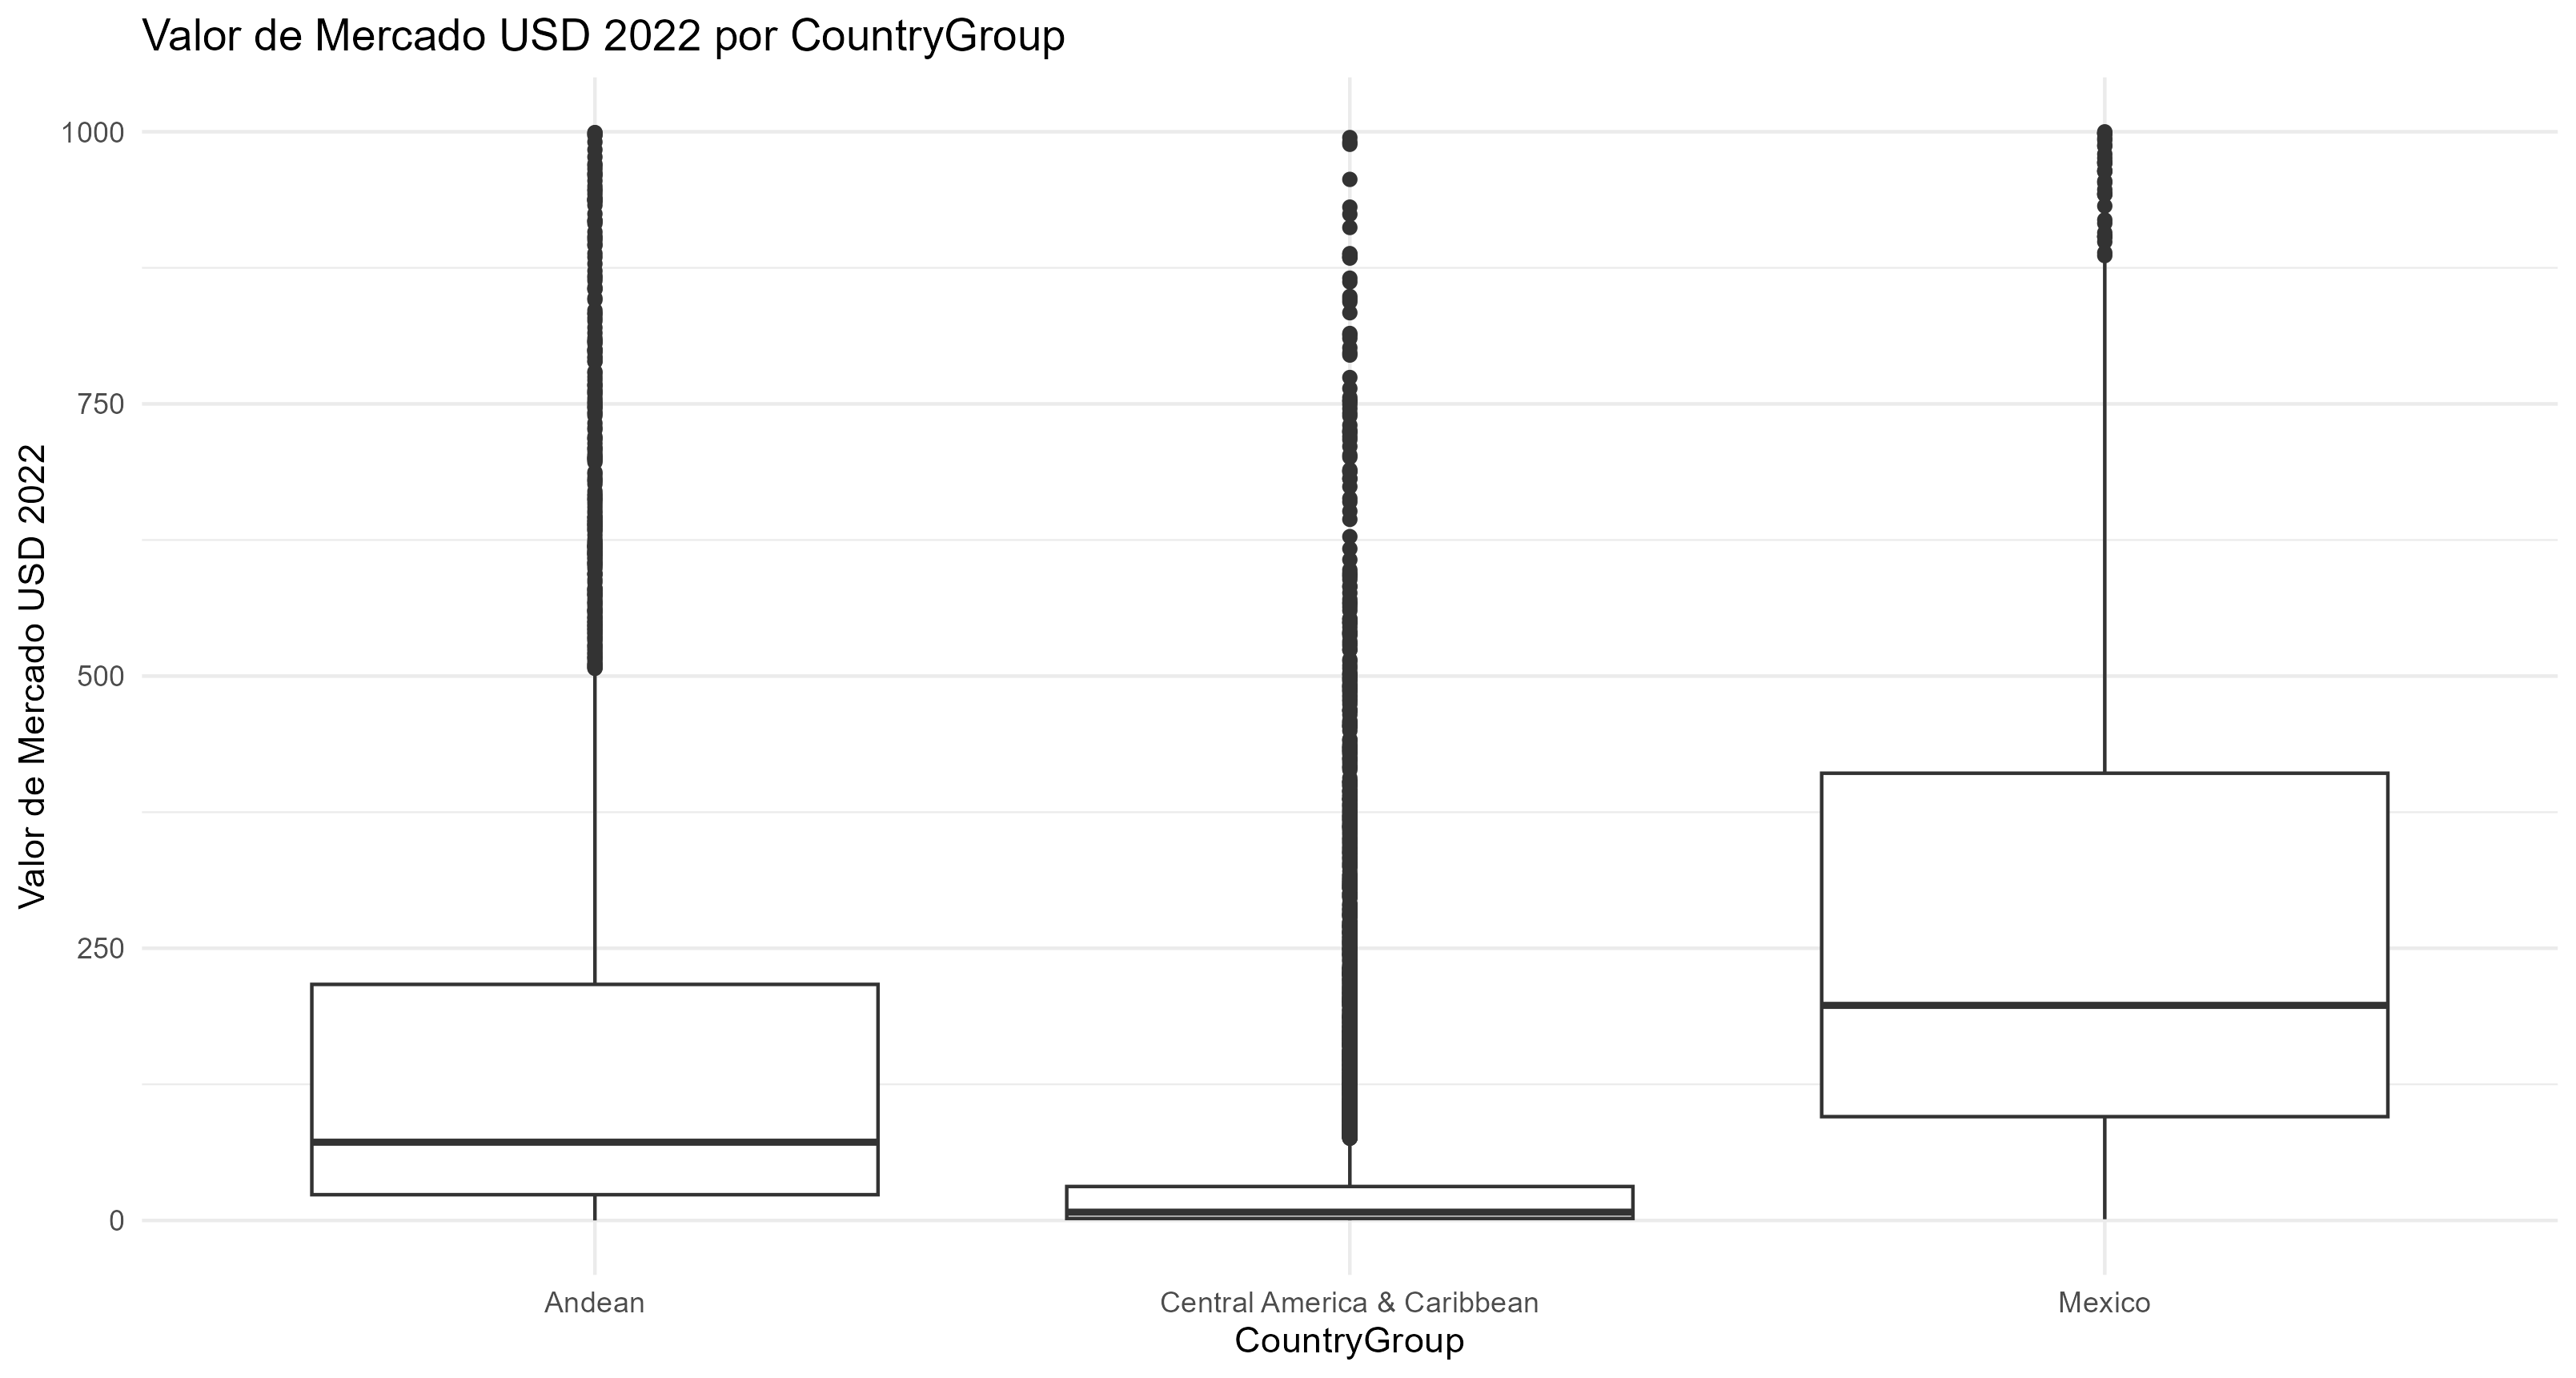 Valor de Mercado USD 2022 por CountryGroup
Valor de Mercado USD 2022
1000
750
500
250
0
Andean
Central America & Caribbean
Mexico
CountryGroup